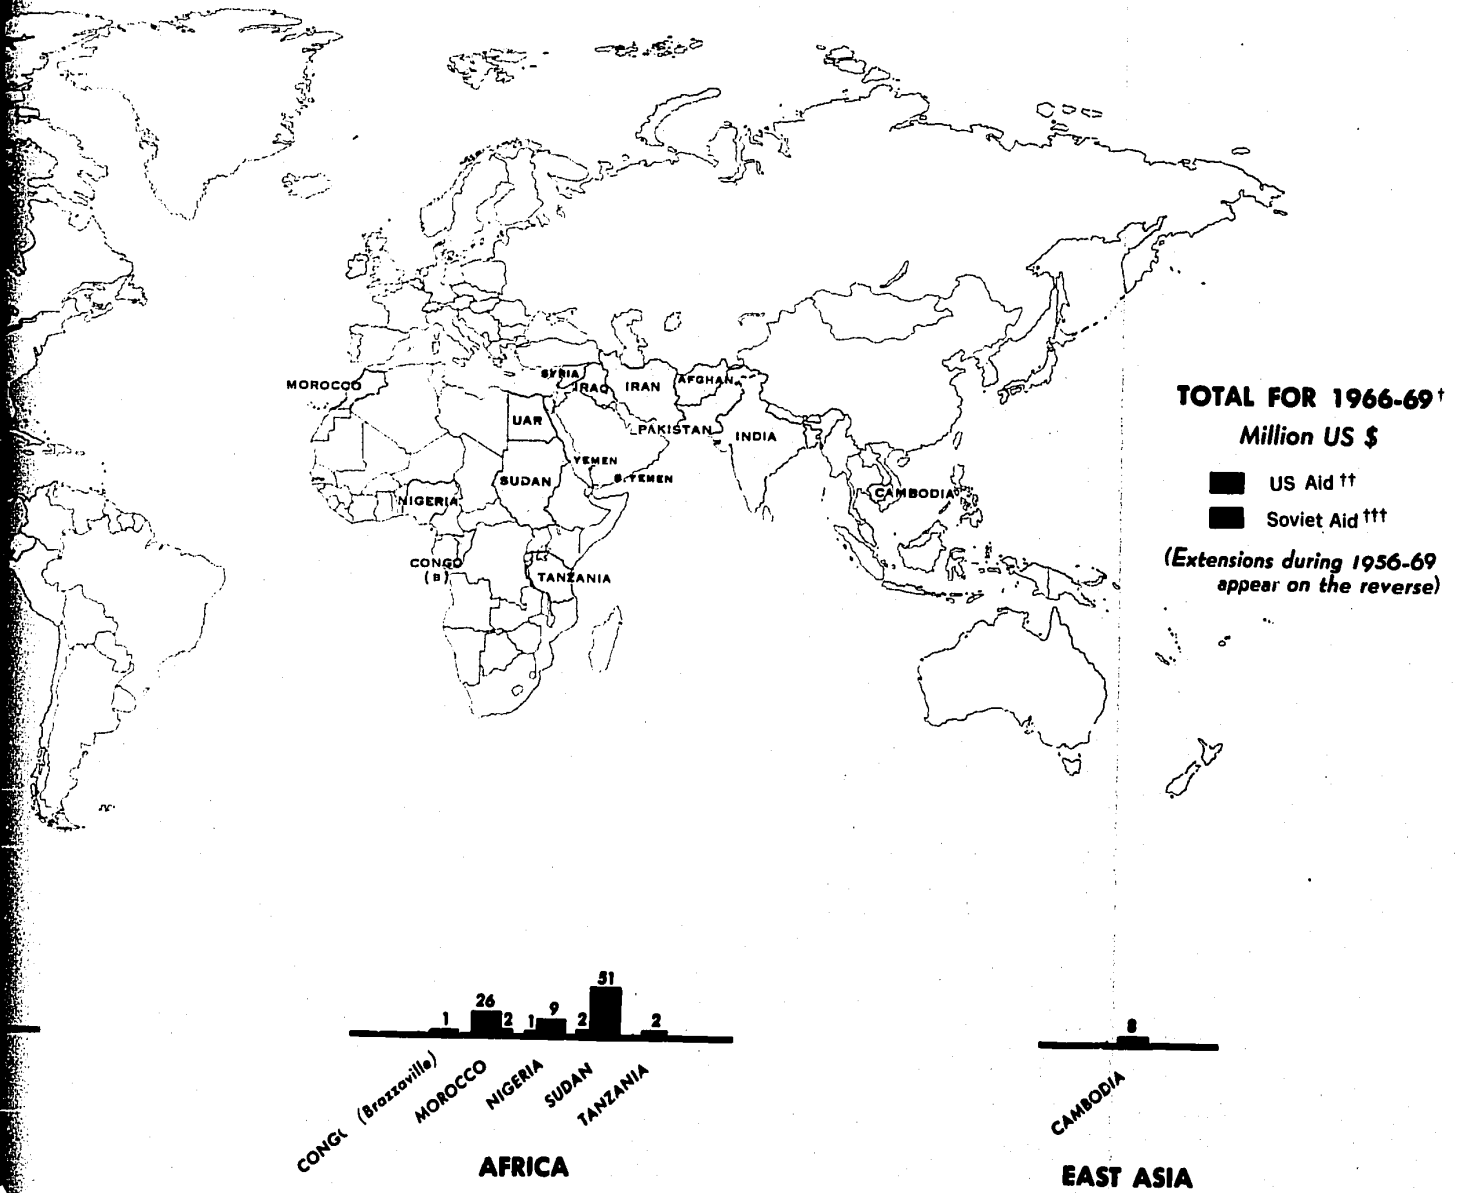 MOROCCO
SYRIA
IRAQ
IRAN
AFGHAN.
UAR
PAKISTAN
INDIA
YEMEN
S. YEMEN
SUDAN
NIGERIA
CAMBODIA
CONGO
(B)
TANZANIA
TOTAL FOR 1966-69†
Million US $
US Aid ††
Soviet Aid †††
(Extensions during 1956-69
appear on the reverse)
1
26
2
1
9
2
51
2
(Brazzaville)
MOROCCO
NIGERIA
SUDAN
TANZANIA
AFRICA
8
CAMBODIA
EAST ASIA